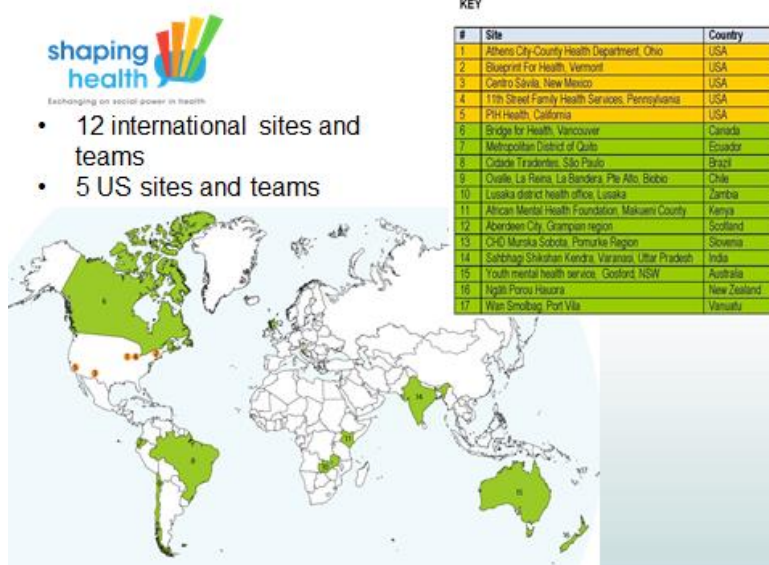 shaping
health
Exchanging on social power in health
• 12 international sites and
teams
• 5 US sites and teams
KEY
# Site Country
1 Athens City-County Health Department, Ohio USA
2 Blueprint For Health, Vermont USA
3 Centro Sávila, New Mexico USA
4 11th Street Family Health Services, Pennsylvania USA
5 PIH Health, California USA
6 Bridge for Health, Vancouver Canada
7 Metropolitan District of Quito Ecuador
8 Cidade Tiradentes, São Paulo Brazil
9 Ovalle, La Reina, La Bandera, Pte Alto, Biobio Chile
10 Lusaka district health office, Lusaka Zambia
11 African Mental Health Foundation, Makueni County Kenya
12 Aberdeen City, Grampian region Scotland
13 CHD Murska Sobota, Pomurke Region Slovenia
14 Sahbhagi Shikshan Kendra, Varanasi, Uttar Pradesh India
15 Youth mental health service, Gosford, NSW Australia
16 Ngāti Porou Hauora New Zealand
17 Wan Smolbag Port Vila Vanuatu
6
14
11
10
8
15
17
16